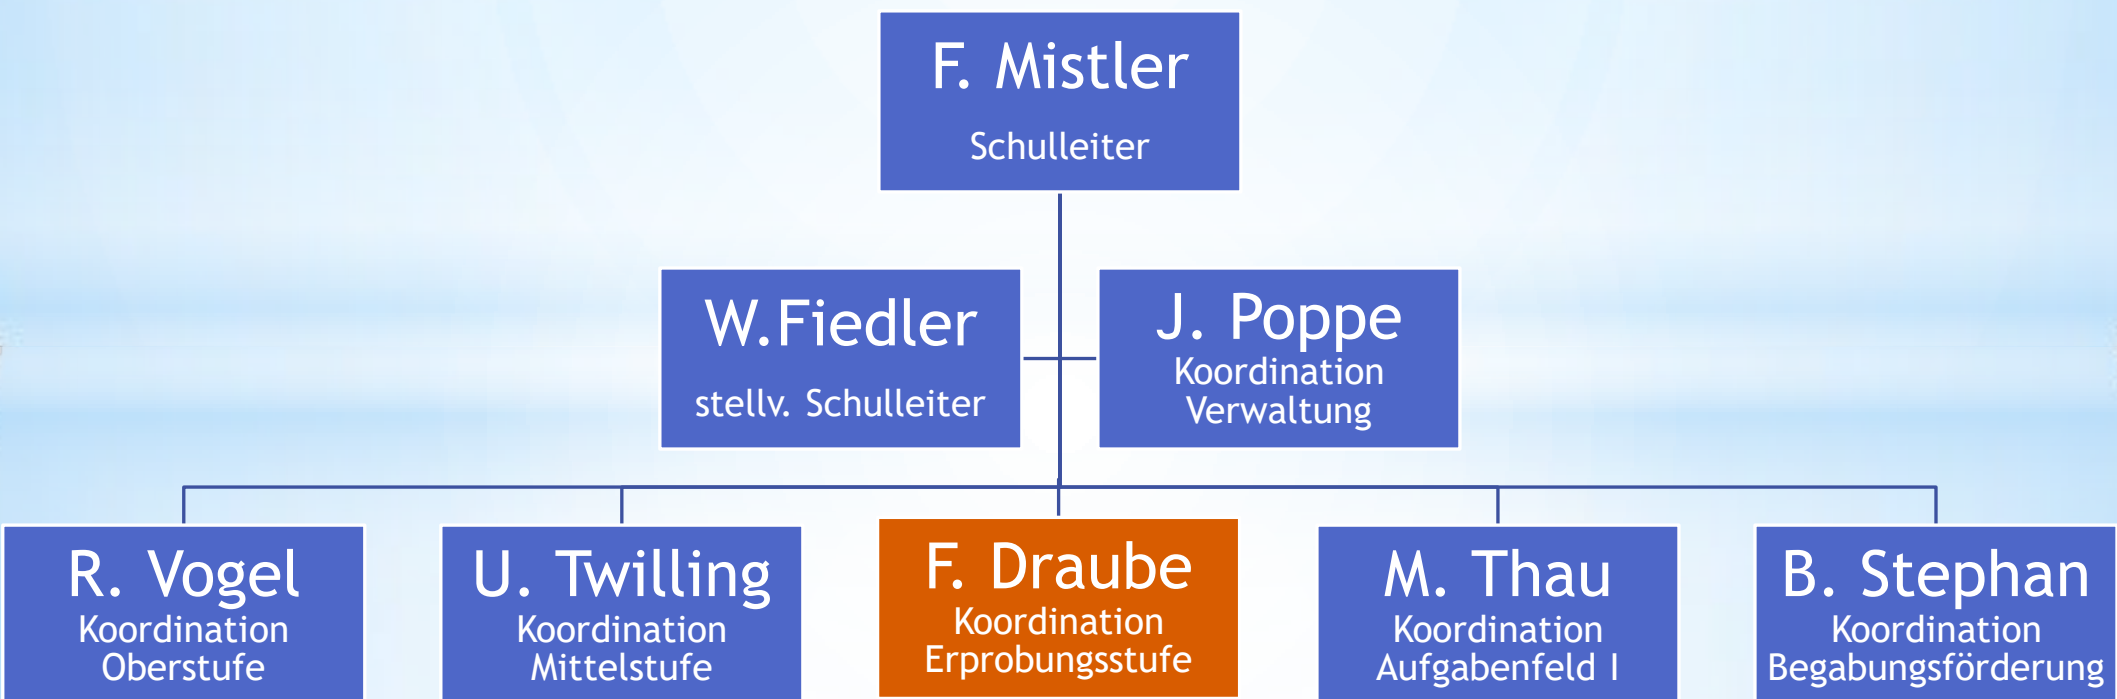 F. Mistler
Schulleiter
W.Fiedler
stellv. Schulleiter
J. Poppe
Koordination
Verwaltung
R. Vogel
Koordination
Oberstufe
U. Twilling
Koordination
Mittelstufe
F. Draube
Koordination
Erprobungsstufe
M. Thau
Koordination
Aufgabenfeld I
B. Stephan
Koordination
Begabungsförderung